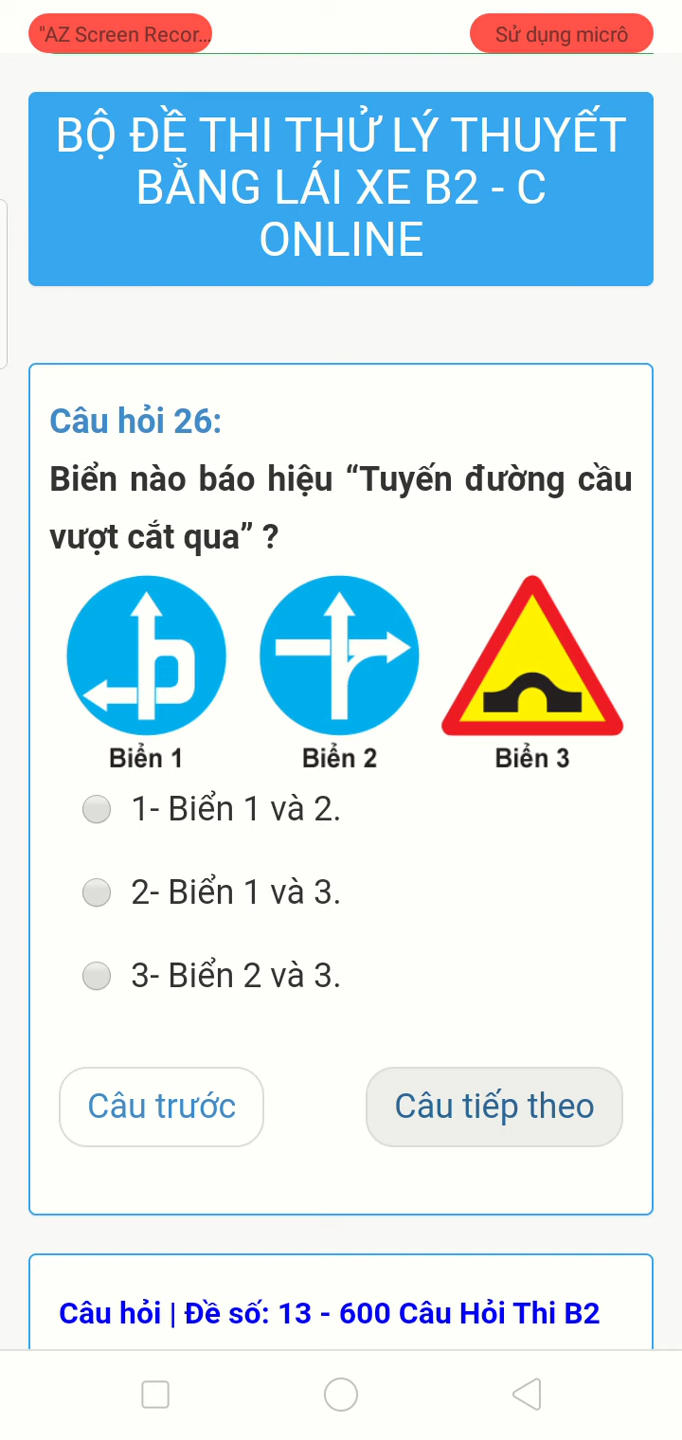 "AZ Screen Recor...
Sử dụng micrô
BỘ ĐỀ THI THỬ LÝ THUYẾT
BẰNG LÁI XE B2 - C
ONLINE
Câu hỏi 26:
Biển nào báo hiệu “Tuyến đường cầu
vượt cắt qua” ?
Biển 1
Biển 2
Biển 3
1- Biển 1 và 2.
2- Biển 1 và 3.
3- Biển 2 và 3.
Câu trước
Câu tiếp theo
Câu hỏi | Đề số: 13 - 600 Câu Hỏi Thi B2